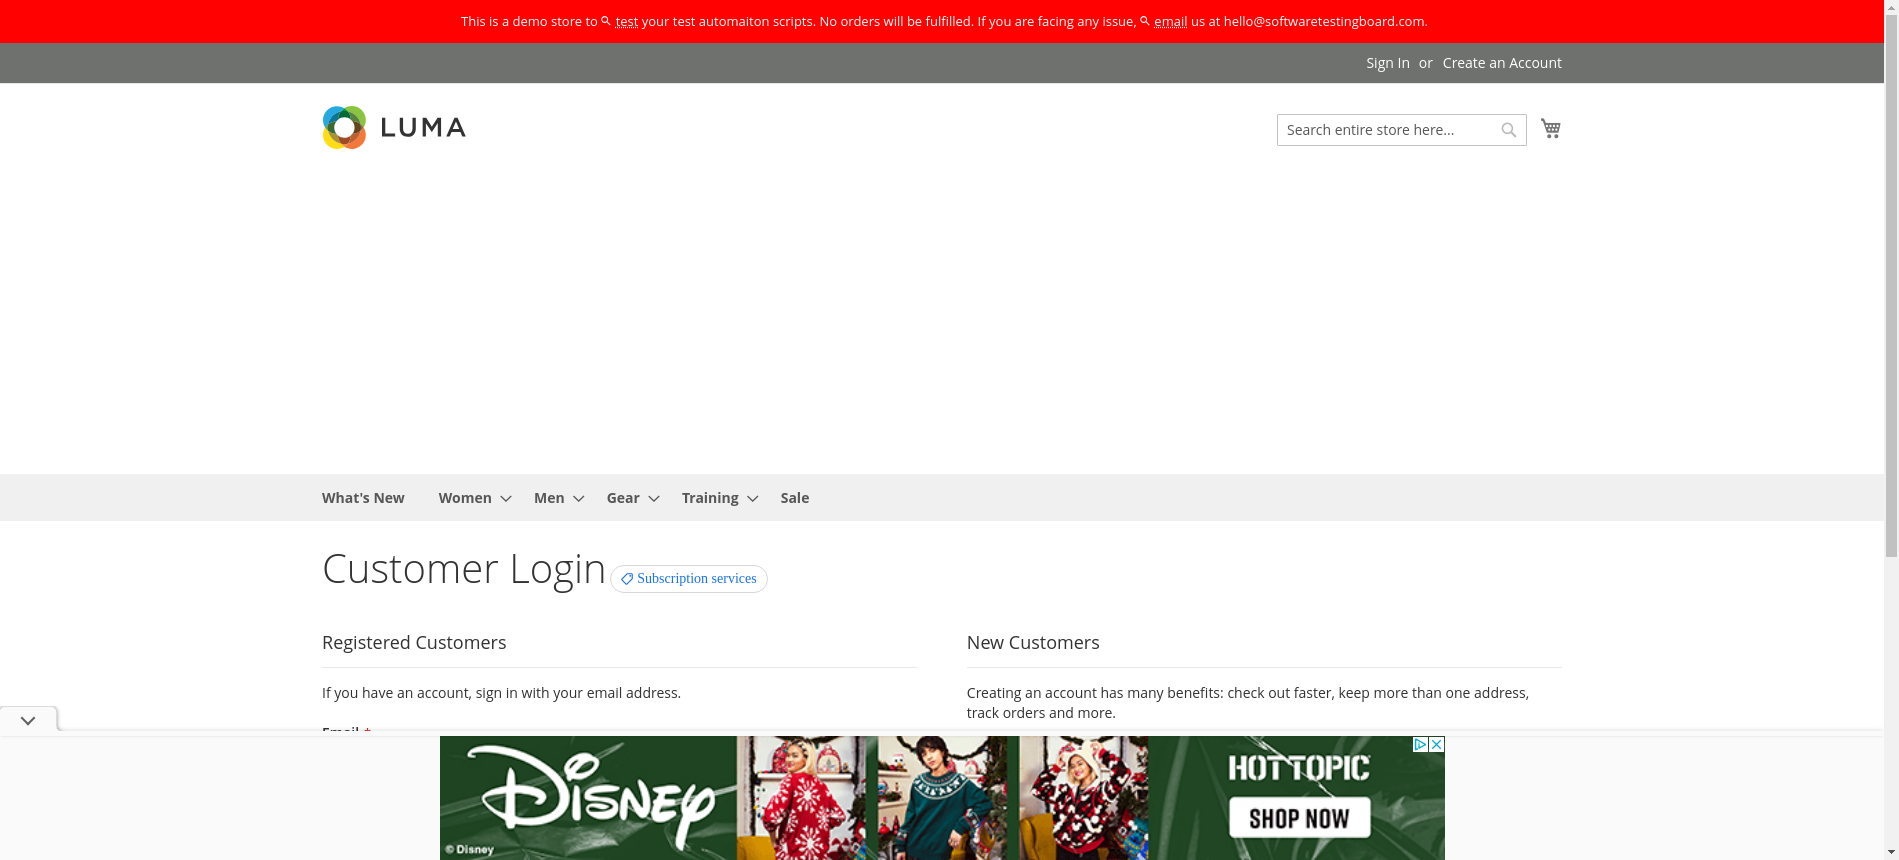 This is a demo store to test your test automaiton scripts. No orders will be fulfilled. If you are facing any issue, email us at hello@softwaretestingboard.com.
Sign In or Create an Account
LUMA
Search entire store here...
What's New Women Men Gear Training Sale
Customer Login Subscription services
Registered Customers
If you have an account, sign in with your email address.
Email *
New Customers
Creating an account has many benefits: check out faster, keep more than one address,
track orders and more.
DISNEY
© Disney
HOT TOPIC
SHOP NOW